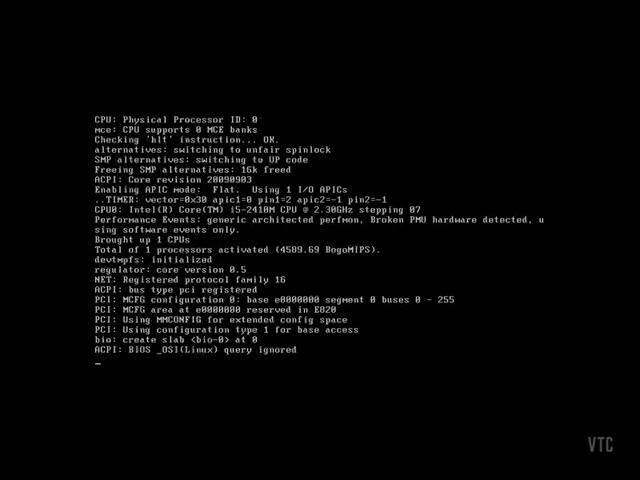 CPU: Physical Processor ID: 0
mce: CPU supports 0 MCE banks
Checking 'hlt' instruction... OK.
alternatives: switching to unfair spinlock
SMP alternatives: switching to UP code
Freeing SMP alternatives: 16k freed
ACPI: Core revision 20090903
Enabling APIC mode:  Flat.  Using 1 I/O APICs
..TIMER: vector=0x30 apic1=0 pin1=2 apic2=-1 pin2=-1
CPU0: Intel(R) Core(TM) i5-2410M CPU @ 2.30GHz stepping 07
Performance Events: generic architected perfmon, Broken PMU hardware detected, u
sing software events only.
Brought up 1 CPUs
Total of 1 processors activated (4589.69 BogoMIPS).
devtmpfs: initialized
regulator: core version 0.5
NET: Registered protocol family 16
ACPI: bus type pci registered
PCI: MCFG configuration 0: base e0000000 segment 0 buses 0 - 255
PCI: MCFG area at e0000000 reserved in E820
PCI: Using MMCONFIG for extended config space
PCI: Using configuration type 1 for base access
bio: create slab <bio-0> at 0
ACPI: BIOS _OSI(Linux) query ignored
_
VTC